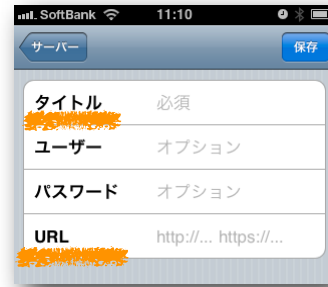 SoftBank 11:10
サーバー 保存
タイトル 必須
ユーザー オプション
パスワード オプション
URL http://... https://...